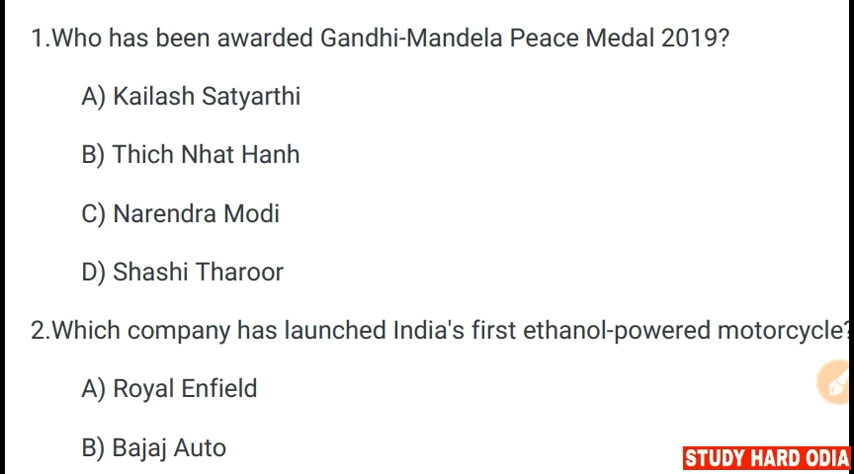 1.Who has been awarded Gandhi-Mandela Peace Medal 2019?
A) Kailash Satyarthi
B) Thich Nhat Hanh
C) Narendra Modi
D) Shashi Tharoor
2.Which company has launched India's first ethanol-powered motorcycle?
A) Royal Enfield
B) Bajaj Auto
STUDY HARD ODIA